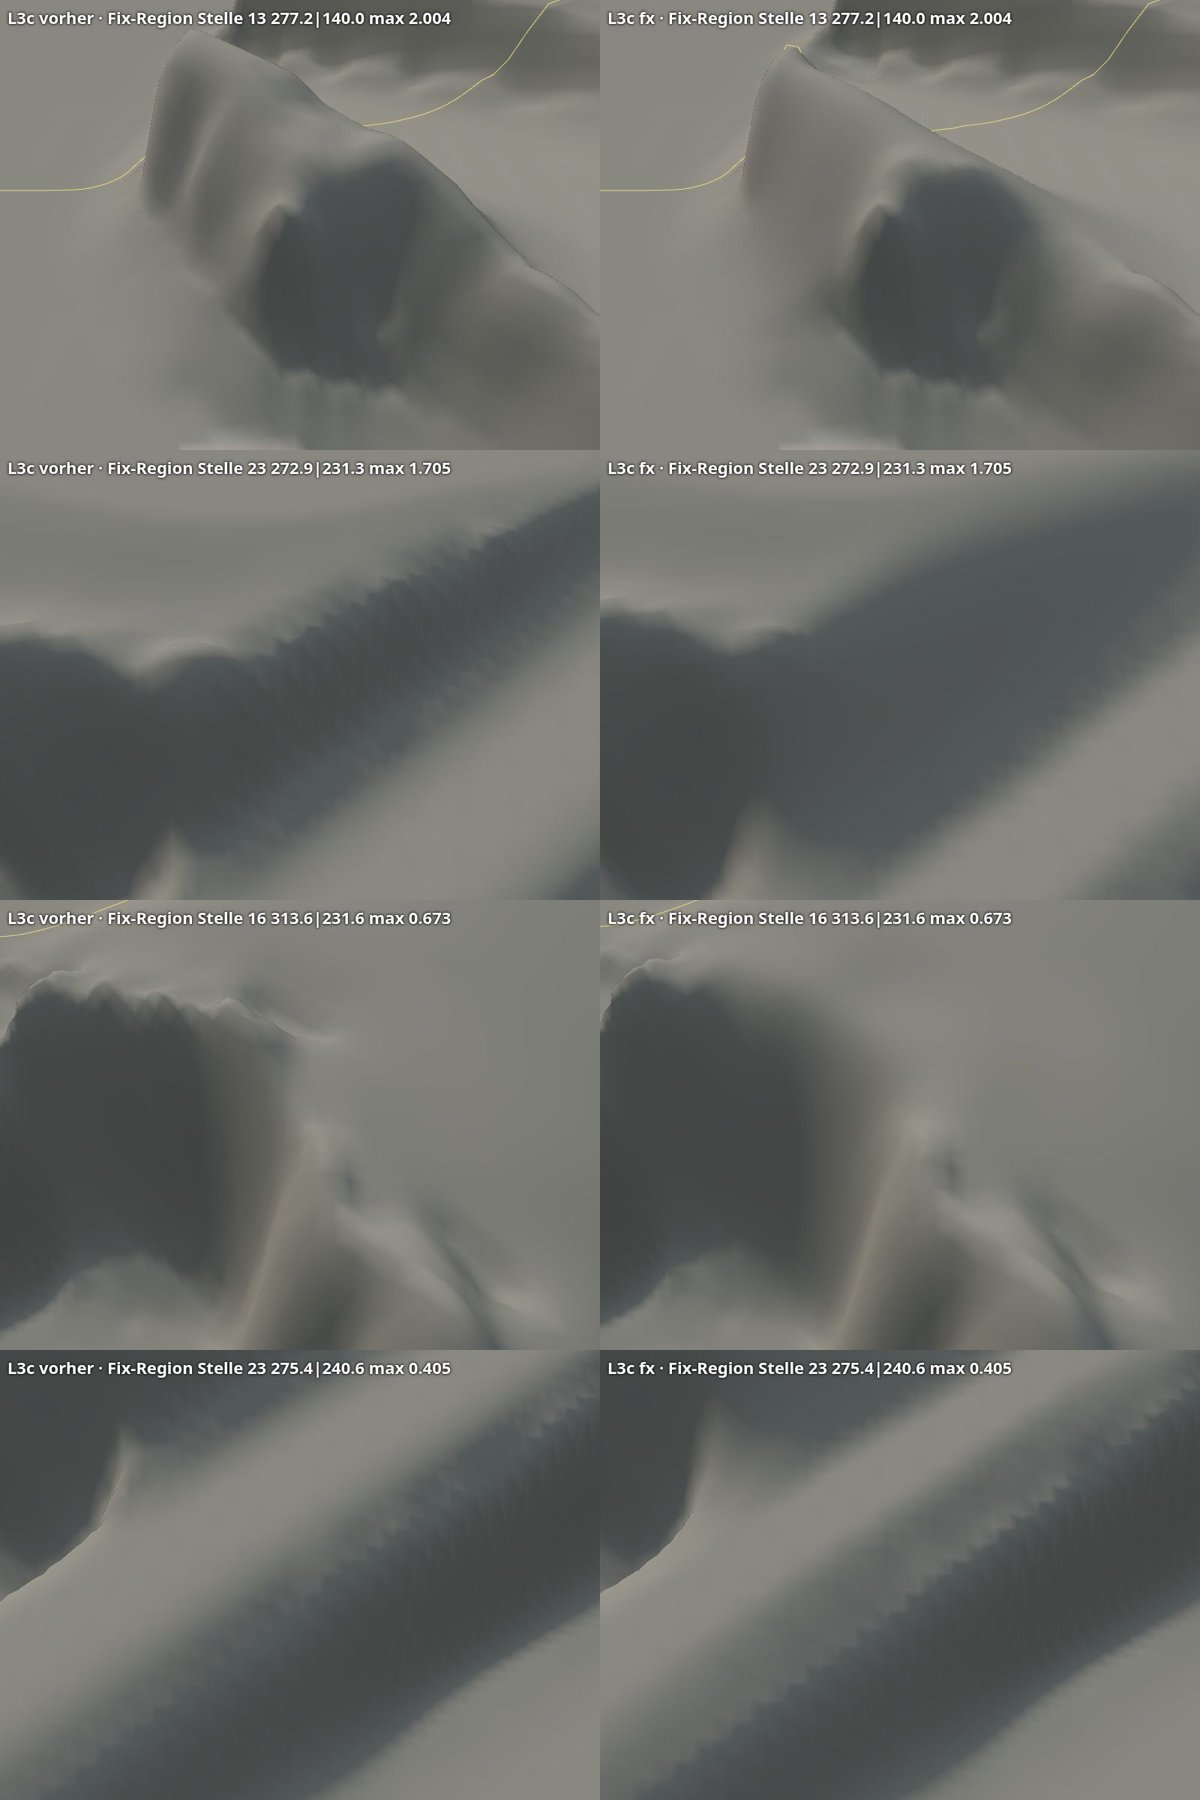 L3c vorher · Fix-Region Stelle 13 277.2|140.0 max 2.004
L3c fx · Fix-Region Stelle 13 277.2|140.0 max 2.004
L3c vorher · Fix-Region Stelle 23 272.9|231.3 max 1.705
L3c fx · Fix-Region Stelle 23 272.9|231.3 max 1.705
L3c vorher · Fix-Region Stelle 16 313.6|231.6 max 0.673
L3c fx · Fix-Region Stelle 16 313.6|231.6 max 0.673
L3c vorher · Fix-Region Stelle 23 275.4|240.6 max 0.405
L3c fx · Fix-Region Stelle 23 275.4|240.6 max 0.405